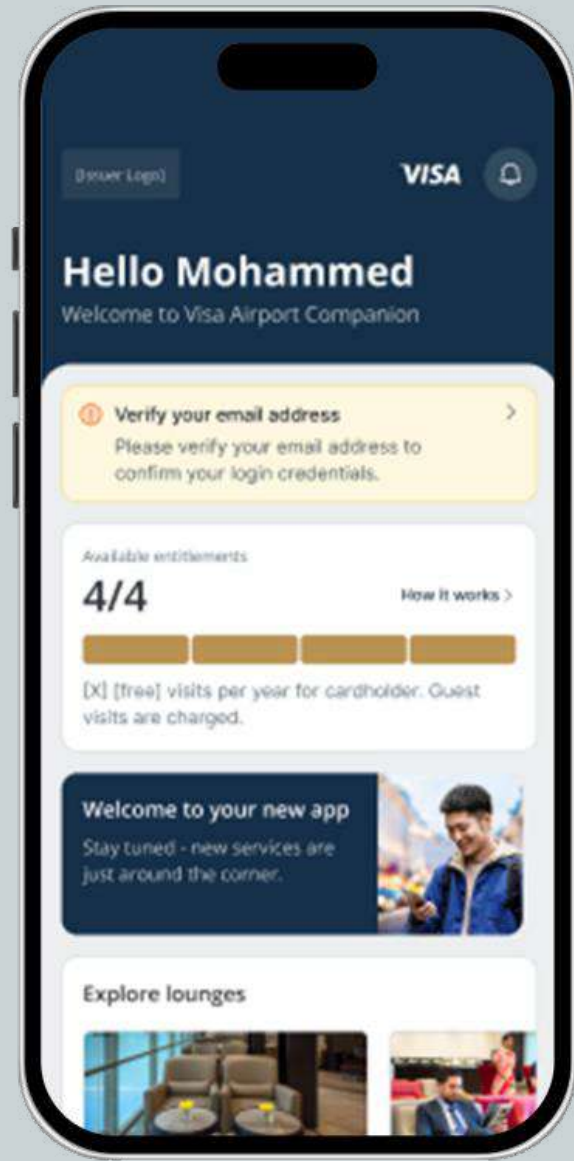 [Issuer Logo]
VISA
Hello Mohammed
Welcome to Visa Airport Companion
Verify your email address
Please verify your email address to
confirm your login credentials.
Available entitlements
4/4
How it works >
[X] [free] visits per year for cardholder. Guest
visits are charged.
Welcome to your new app
Stay tuned - new services are
just around the corner.
Explore lounges